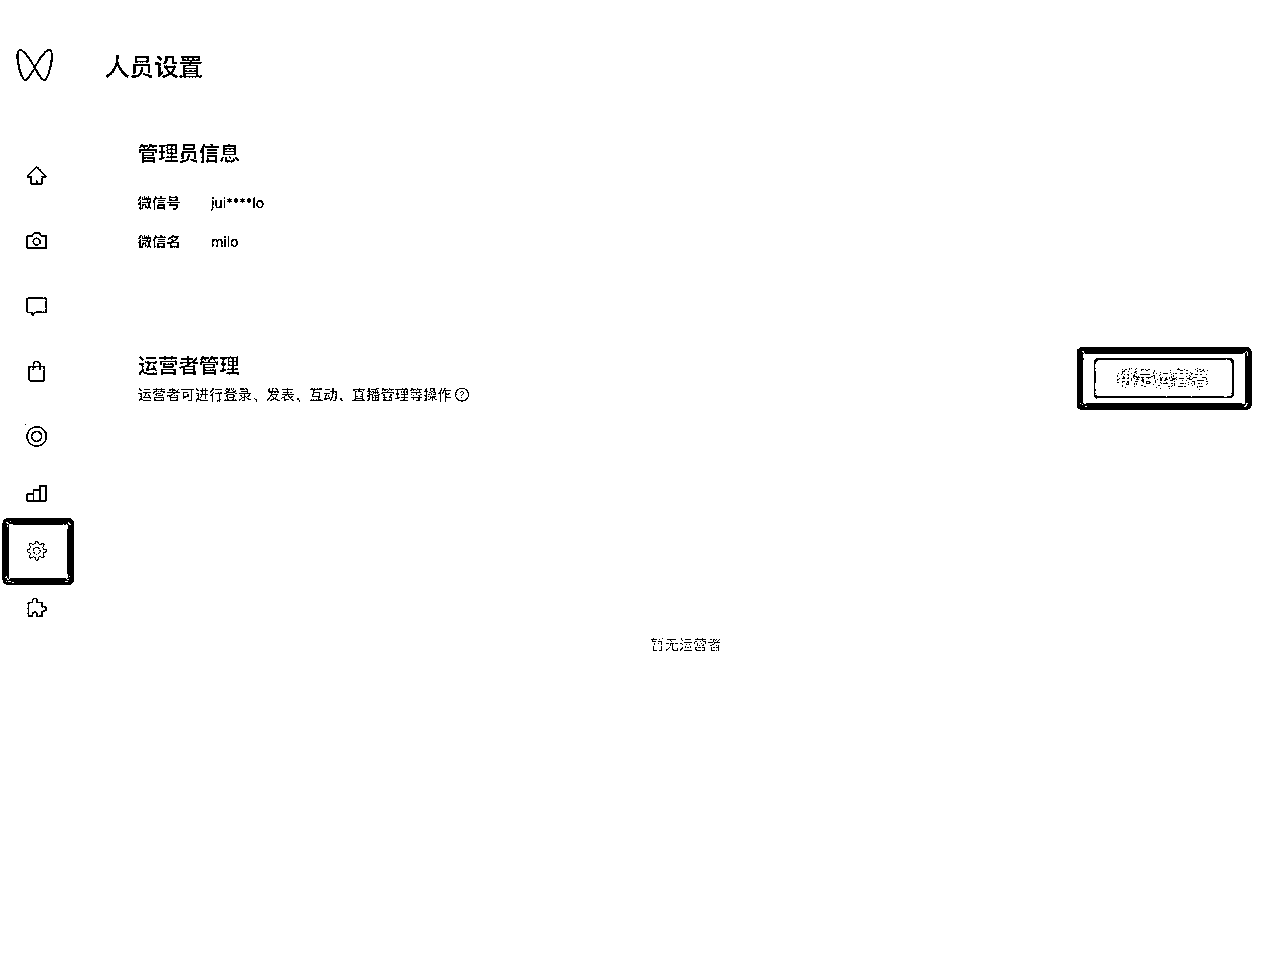 人员设置
管理员信息
微信号 jui****lo
微信名 milo
运营者管理
运营者可进行登录、发表、互动、直播管理等操作
绑定运营者
暂无运营者